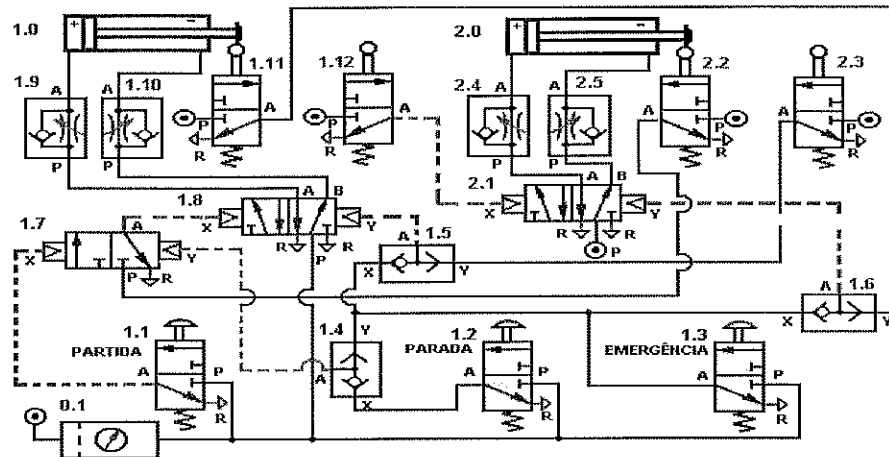 1.0 + - 2.0 + -
1.11 1.12 2.2 2.3
1.9 1.10 2.4 2.5
A A A A A A A A
P P P P
R R R R
P P P P
1.8 A B 2.1 A B
1.7 A X Y X Y
R R R R P
X Y P 1.5 A
P R X Y 1.6 A
X Y
1.1 1.4 Y 1.2 1.3
PARTIDA PARADA EMERGÊNCIA
A P A A P A P
0.1 R X R R